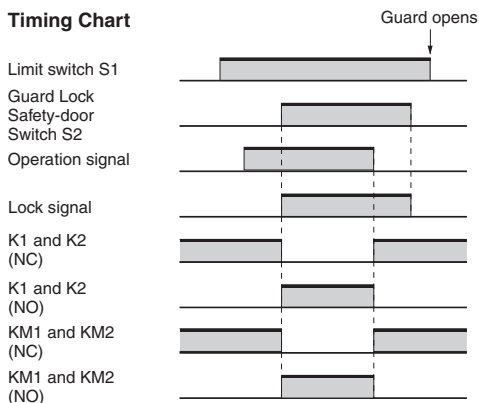 Timing Chart
Guard opens
Limit switch S1
Guard Lock
Safety-door
Switch S2
Operation signal
Lock signal
K1 and K2
(NC)
K1 and K2
(NO)
KM1 and KM2
(NC)
KM1 and KM2
(NO)